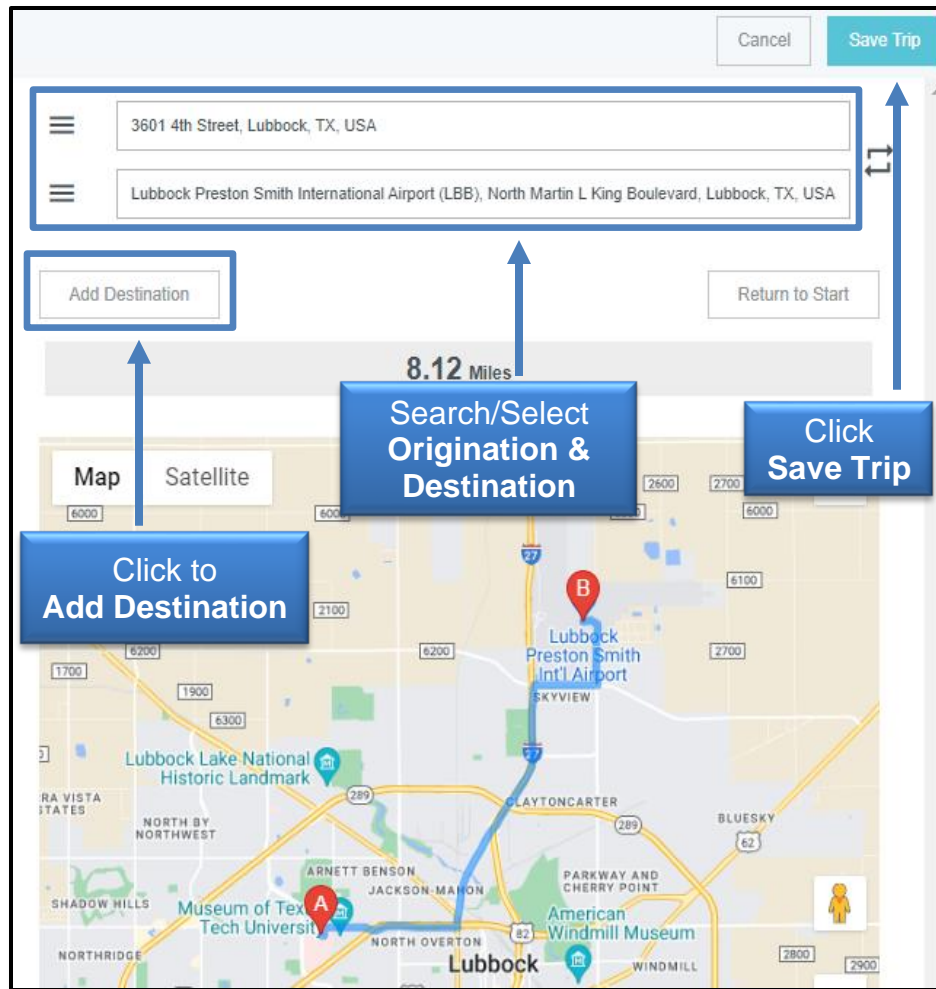 Cancel
Save Trip
3601 4th Street, Lubbock, TX, USA
Lubbock Preston Smith International Airport (LBB), North Martin L King Boulevard, Lubbock, TX, USA
Add Destination
Return to Start
8.12 Miles
Search/Select
Origination &
Destination
Click
Save Trip
Click to
Add Destination
Map Satellite
2600
2700
6000
6000
27
6100
B
2100
Lubbock
Preston Smith
Int'l Airport
6200
6200
2700
1700
SKYVIEW
1900
6300
27
Lubbock Lake National
Historic Landmark
289
CLAYTONCARTER
RA VISTA
STATES
NORTH BY
NORTHWEST
289
BLUESKY
62
ARNETT BENSON
PARKWAY AND
CHERRY POINT
JACKSON-MAHON
SHADOW HILLS
A
Museum of Tex
Tech University
American
Windmill Museum
82
NORTH OVERTON
NORTHRIDGE
Lubbock
WINDMILL
2800
2900